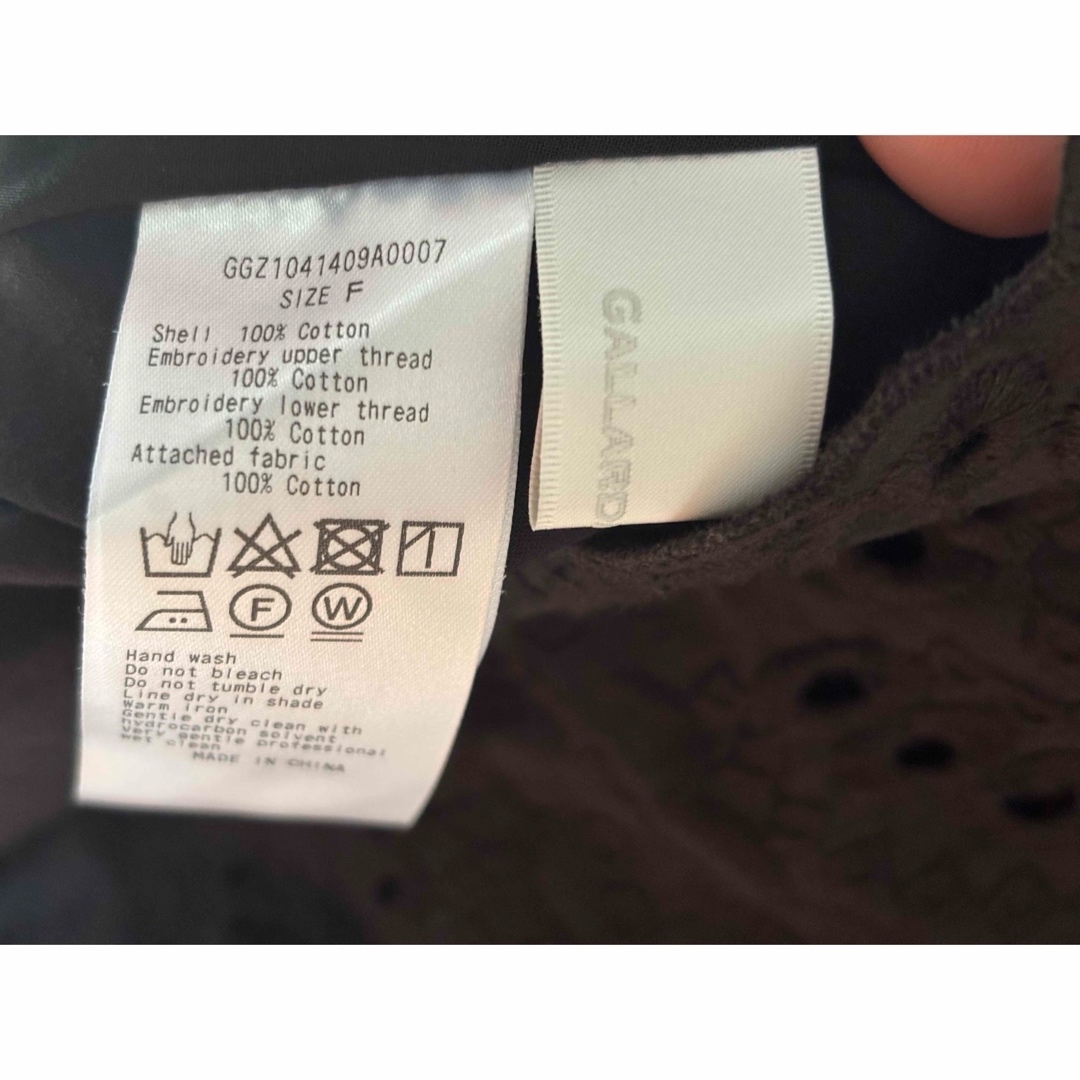 GGZ1041409A0007
SIZE F
Shell 100% Cotton
Embroidery upper thread
100% Cotton
Embroidery lower thread
100% Cotton
Attached fabric
100% Cotton
1
F W
Hand wash
Do not bleach
Do not tumble dry
Line dry in shade
Warm iron
Gentle dry clean with
hydrocarbon solvent
Very gentle professional
wet clean
MADE IN CHINA
GALLARD